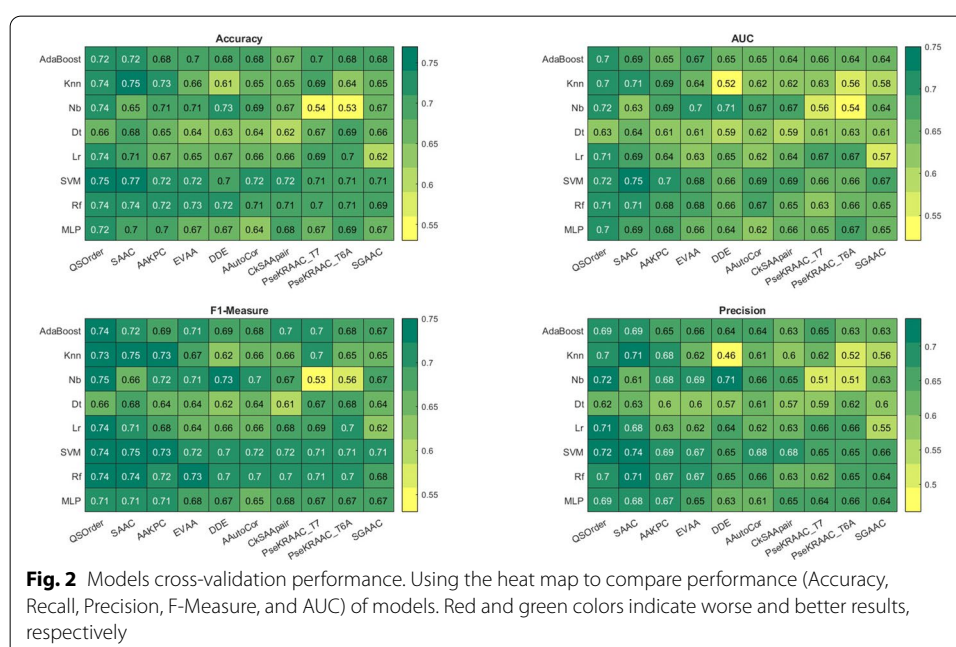 Accuracy
AdaBoost 0.72 0.72 0.68 0.7 0.68 0.68 0.67 0.7 0.68 0.68
Knn 0.74 0.75 0.73 0.66 0.61 0.65 0.65 0.69 0.64 0.65
Nb 0.74 0.65 0.71 0.71 0.73 0.69 0.67 0.54 0.53 0.67
Dt 0.66 0.68 0.65 0.64 0.63 0.64 0.62 0.67 0.69 0.66
Lr 0.74 0.71 0.67 0.65 0.67 0.66 0.66 0.69 0.7 0.62
SVM 0.75 0.77 0.72 0.72 0.7 0.72 0.72 0.71 0.71 0.71
Rf 0.74 0.74 0.72 0.73 0.72 0.71 0.71 0.7 0.71 0.69
MLP 0.72 0.7 0.7 0.67 0.67 0.64 0.68 0.67 0.68 0.67
QSOrder SAAC AAKPC EVAA DDE AAutoCor CkSAApair PseKRAAC_T7 PseKRAAC_T6A SGAAC
0.75
0.7
0.65
0.6
0.55
AUC
AdaBoost 0.7 0.69 0.65 0.67 0.65 0.65 0.64 0.66 0.64 0.64
Knn 0.7 0.71 0.69 0.64 0.52 0.62 0.62 0.63 0.56 0.58
Nb 0.72 0.63 0.69 0.7 0.71 0.67 0.67 0.56 0.54 0.64
Dt 0.63 0.64 0.61 0.61 0.59 0.62 0.59 0.61 0.63 0.61
Lr 0.71 0.69 0.64 0.63 0.65 0.62 0.64 0.67 0.67 0.57
SVM 0.72 0.75 0.7 0.68 0.66 0.69 0.69 0.66 0.66 0.67
Rf 0.71 0.71 0.68 0.68 0.66 0.67 0.65 0.63 0.66 0.65
MLP 0.7 0.69 0.68 0.66 0.64 0.62 0.66 0.65 0.67 0.65
QSOrder SAAC AAKPC EVAA DDE AAutoCor CkSAApair PseKRAAC_T7 PseKRAAC_T6A SGAAC
0.75
0.7
0.65
0.6
0.55
F1-Measure
AdaBoost 0.74 0.72 0.69 0.71 0.69 0.68 0.7 0.7 0.68 0.67
Knn 0.73 0.75 0.73 0.67 0.62 0.66 0.66 0.7 0.65 0.65
Nb 0.75 0.66 0.72 0.71 0.73 0.7 0.67 0.53 0.56 0.67
Dt 0.66 0.68 0.64 0.64 0.62 0.64 0.61 0.67 0.68 0.64
Lr 0.74 0.71 0.68 0.64 0.66 0.66 0.68 0.69 0.7 0.62
SVM 0.74 0.75 0.73 0.72 0.7 0.72 0.72 0.71 0.71 0.71
Rf 0.74 0.74 0.72 0.73 0.7 0.7 0.7 0.71 0.7 0.68
MLP 0.71 0.71 0.71 0.68 0.67 0.65 0.68 0.67 0.67 0.67
QSOrder SAAC AAKPC EVAA DDE AAutoCor CkSAApair PseKRAAC_T7 PseKRAAC_T6A SGAAC
0.75
0.7
0.65
0.6
0.55
Precision
AdaBoost 0.69 0.69 0.65 0.66 0.64 0.64 0.63 0.65 0.63 0.63
Knn 0.7 0.71 0.68 0.62 0.46 0.61 0.6 0.62 0.52 0.56
Nb 0.72 0.61 0.68 0.69 0.71 0.66 0.65 0.51 0.51 0.63
Dt 0.62 0.63 0.6 0.6 0.57 0.61 0.57 0.59 0.62 0.6
Lr 0.71 0.68 0.63 0.62 0.64 0.62 0.63 0.66 0.66 0.55
SVM 0.72 0.74 0.69 0.67 0.65 0.68 0.68 0.65 0.65 0.66
Rf 0.7 0.71 0.67 0.67 0.65 0.66 0.63 0.62 0.65 0.64
MLP 0.69 0.68 0.67 0.65 0.63 0.61 0.65 0.64 0.66 0.64
QSOrder SAAC AAKPC EVAA DDE AAutoCor CkSAApair PseKRAAC_T7 PseKRAAC_T6A SGAAC
0.7
0.65
0.6
0.55
0.5
Fig. 2 Models cross-validation performance. Using the heat map to compare performance (Accuracy,
Recall, Precision, F-Measure, and AUC) of models. Red and green colors indicate worse and better results,
respectively